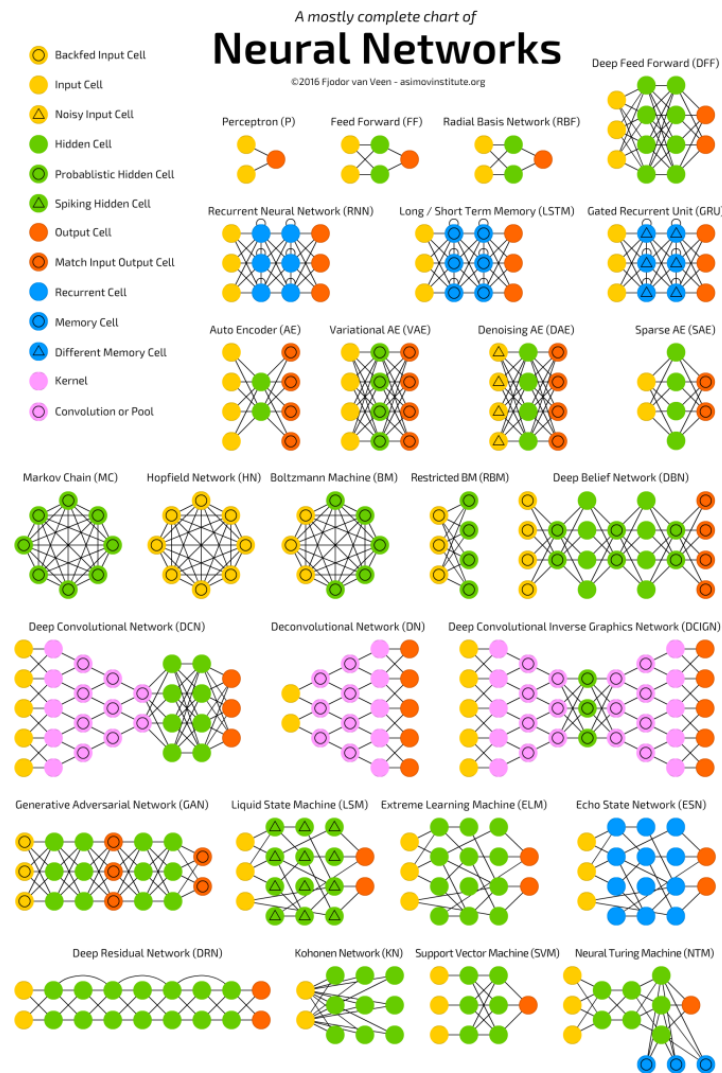 A mostly complete chart of
Neural Networks
©2016 Fjodor van Veen - asimovinstitute.org
Backfed Input Cell
Input Cell
Noisy Input Cell
Hidden Cell
Probablistic Hidden Cell
Spiking Hidden Cell
Output Cell
Match Input Output Cell
Recurrent Cell
Memory Cell
Different Memory Cell
Kernel
Convolution or Pool
Perceptron (P)
Feed Forward (FF)
Radial Basis Network (RBF)
Deep Feed Forward (DFF)
Recurrent Neural Network (RNN)
Long / Short Term Memory (LSTM)
Gated Recurrent Unit (GRU)
Auto Encoder (AE)
Variational AE (VAE)
Denoising AE (DAE)
Sparse AE (SAE)
Markov Chain (MC)
Hopfield Network (HN)
Boltzmann Machine (BM)
Restricted BM (RBM)
Deep Belief Network (DBN)
Deep Convolutional Network (DCN)
Deconvolutional Network (DN)
Deep Convolutional Inverse Graphics Network (DCIGN)
Generative Adversarial Network (GAN)
Liquid State Machine (LSM)
Extreme Learning Machine (ELM)
Echo State Network (ESN)
Deep Residual Network (DRN)
Kohonen Network (KN)
Support Vector Machine (SVM)
Neural Turing Machine (NTM)